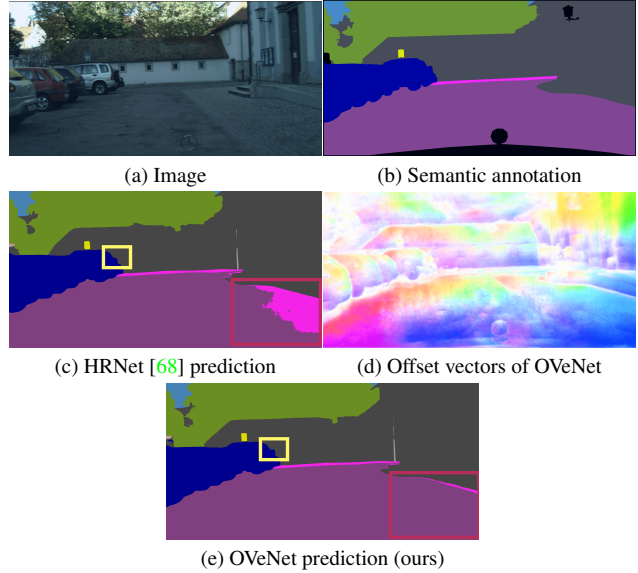 (a) Image
(b) Semantic annotation
(c) HRNet [68] prediction
(d) Offset vectors of OVeNet
(e) OVeNet prediction (ours)